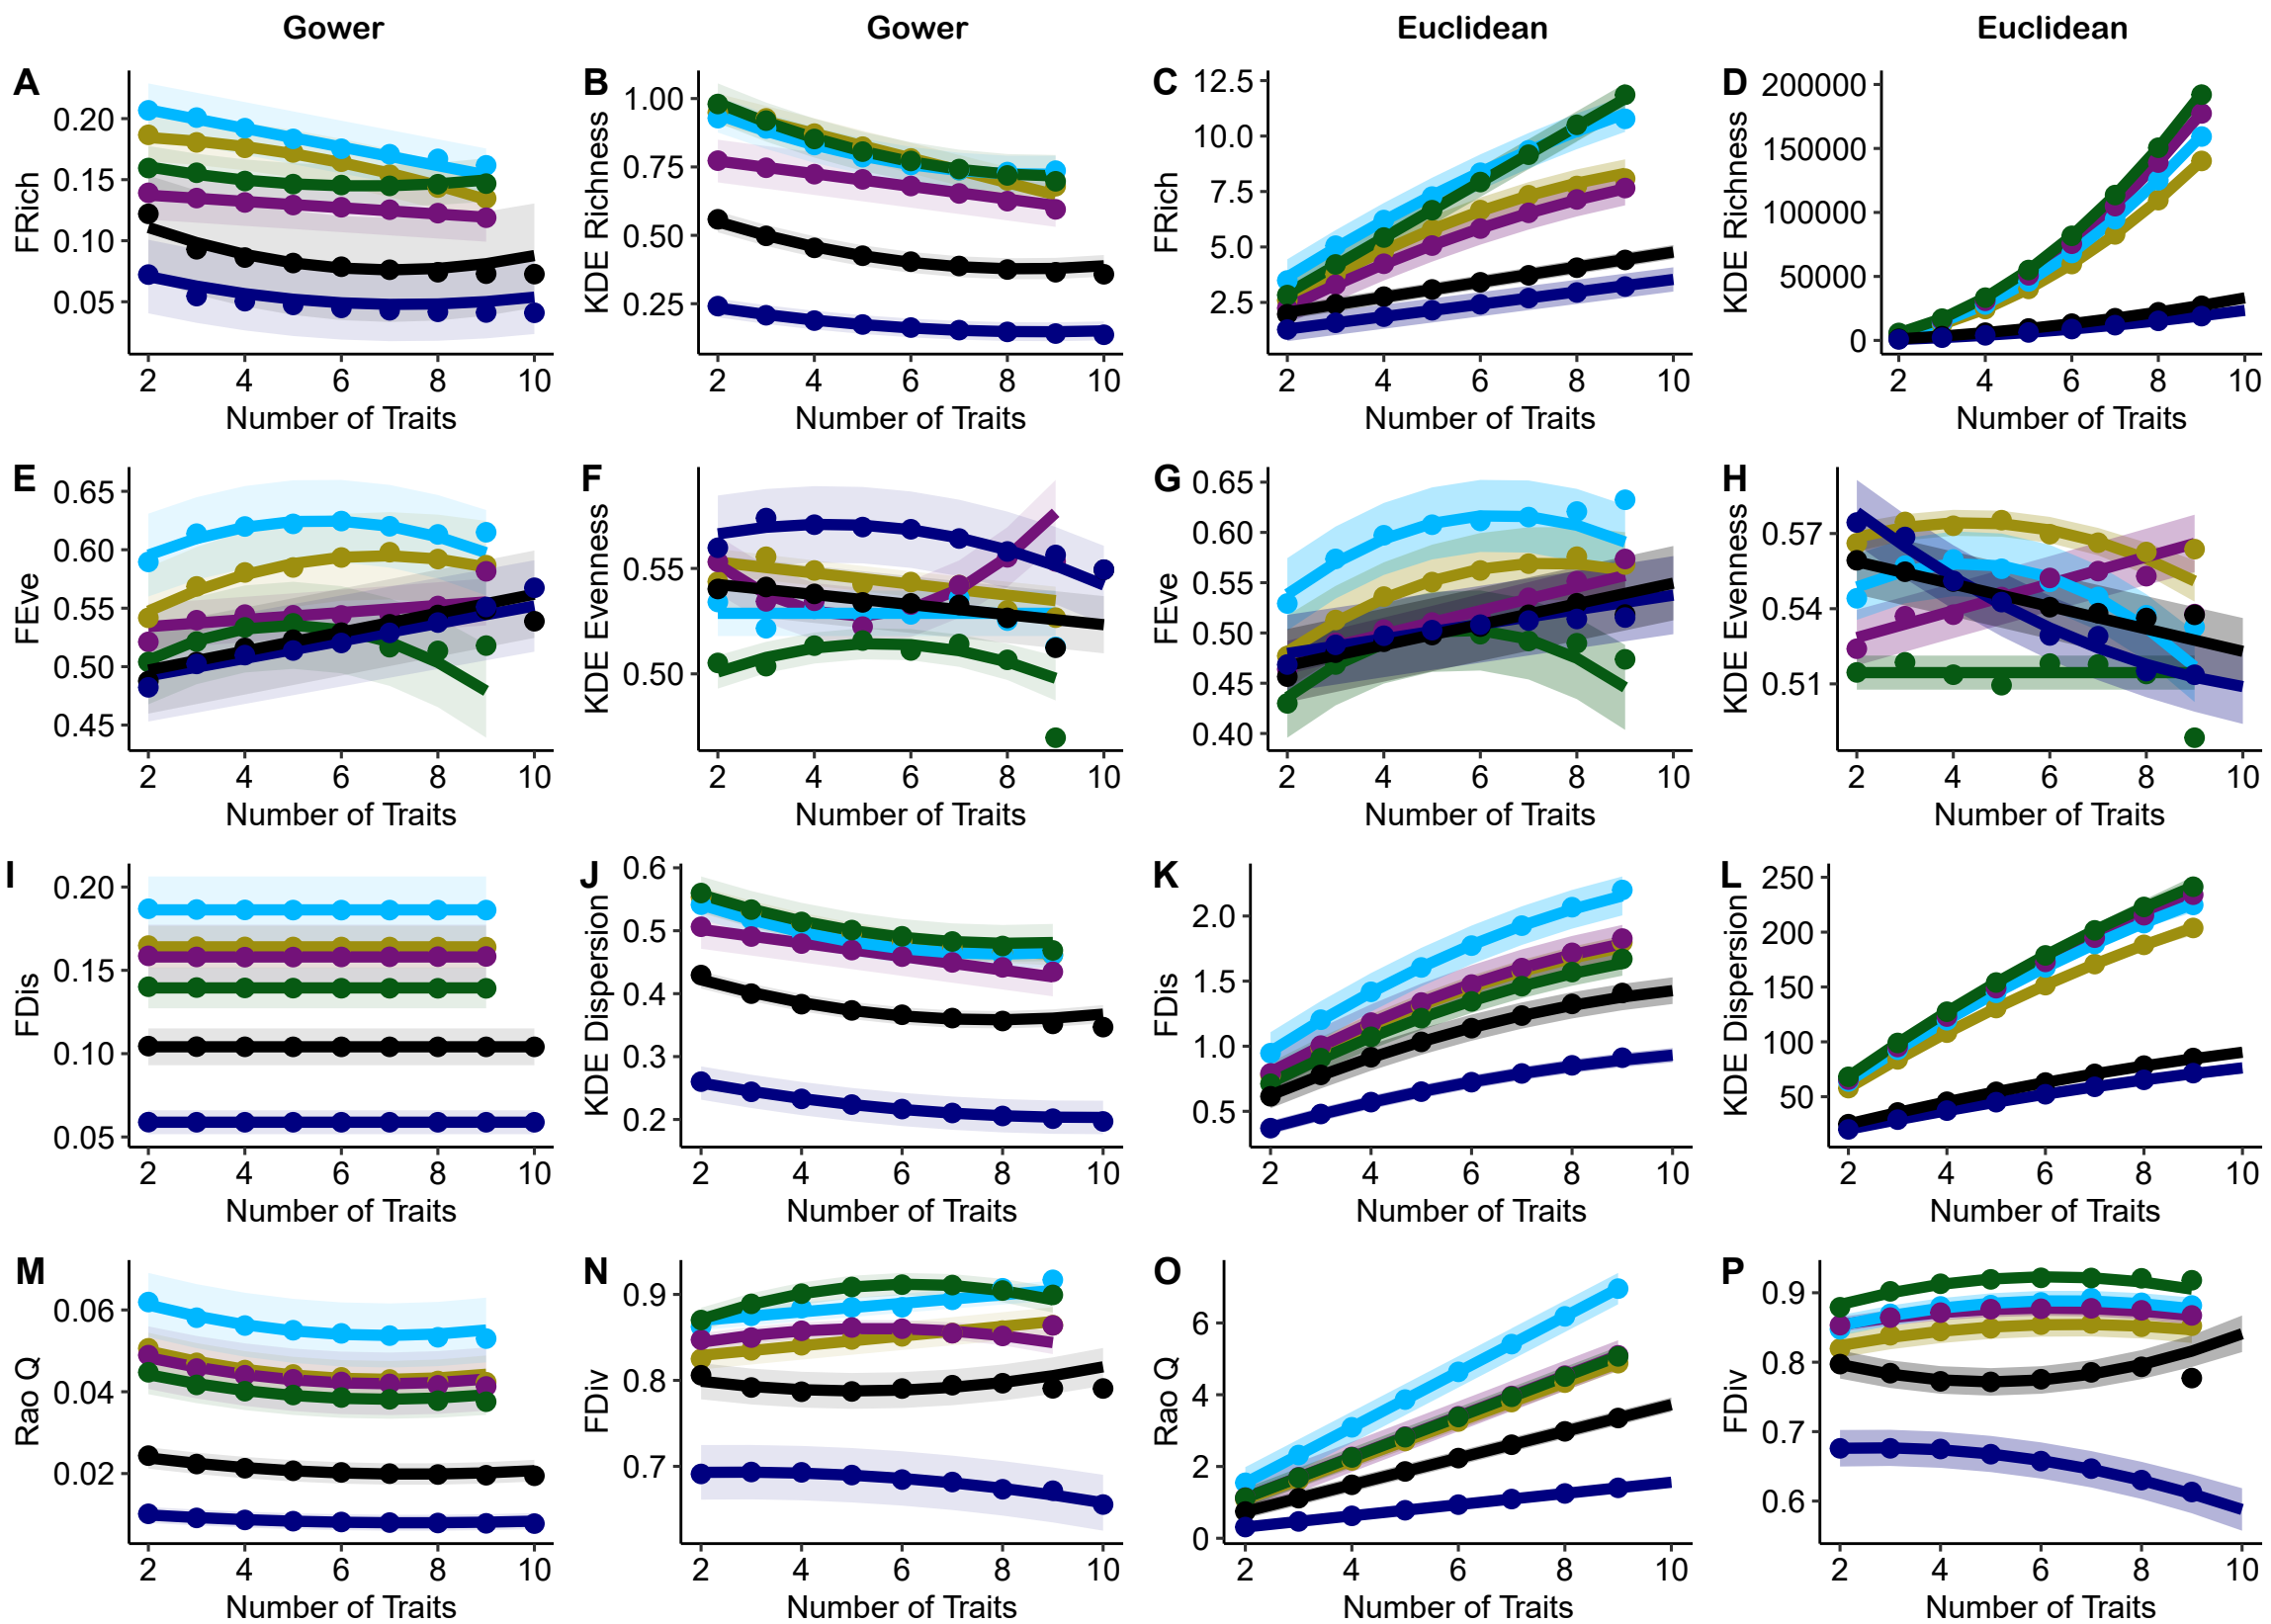 Gower
Gower
Euclidean
Euclidean
A
FRich
0.20
0.15
0.10
0.05
2 4 6 8 10
Number of Traits
B
KDE Richness
1.00
0.75
0.50
0.25
2 4 6 8 10
Number of Traits
C
FRich
12.5
10.0
7.5
5.0
2.5
2 4 6 8 10
Number of Traits
D
KDE Richness
200000
150000
100000
50000
0
2 4 6 8 10
Number of Traits
E
FEve
0.65
0.60
0.55
0.50
0.45
2 4 6 8 10
Number of Traits
F
KDE Evenness
0.55
0.50
2 4 6 8 10
Number of Traits
G
FEve
0.65
0.60
0.55
0.50
0.45
0.40
2 4 6 8 10
Number of Traits
H
KDE Evenness
0.57
0.54
0.51
2 4 6 8 10
Number of Traits
I
FDis
0.20
0.15
0.10
0.05
2 4 6 8 10
Number of Traits
J
KDE Dispersion
0.6
0.5
0.4
0.3
0.2
2 4 6 8 10
Number of Traits
K
FDis
2.0
1.5
1.0
0.5
2 4 6 8 10
Number of Traits
L
KDE Dispersion
250
200
150
100
50
2 4 6 8 10
Number of Traits
M
Rao Q
0.06
0.04
0.02
2 4 6 8 10
Number of Traits
N
FDiv
0.9
0.8
0.7
2 4 6 8 10
Number of Traits
O
Rao Q
6
4
2
0
2 4 6 8 10
Number of Traits
P
FDiv
0.9
0.8
0.7
0.6
2 4 6 8 10
Number of Traits